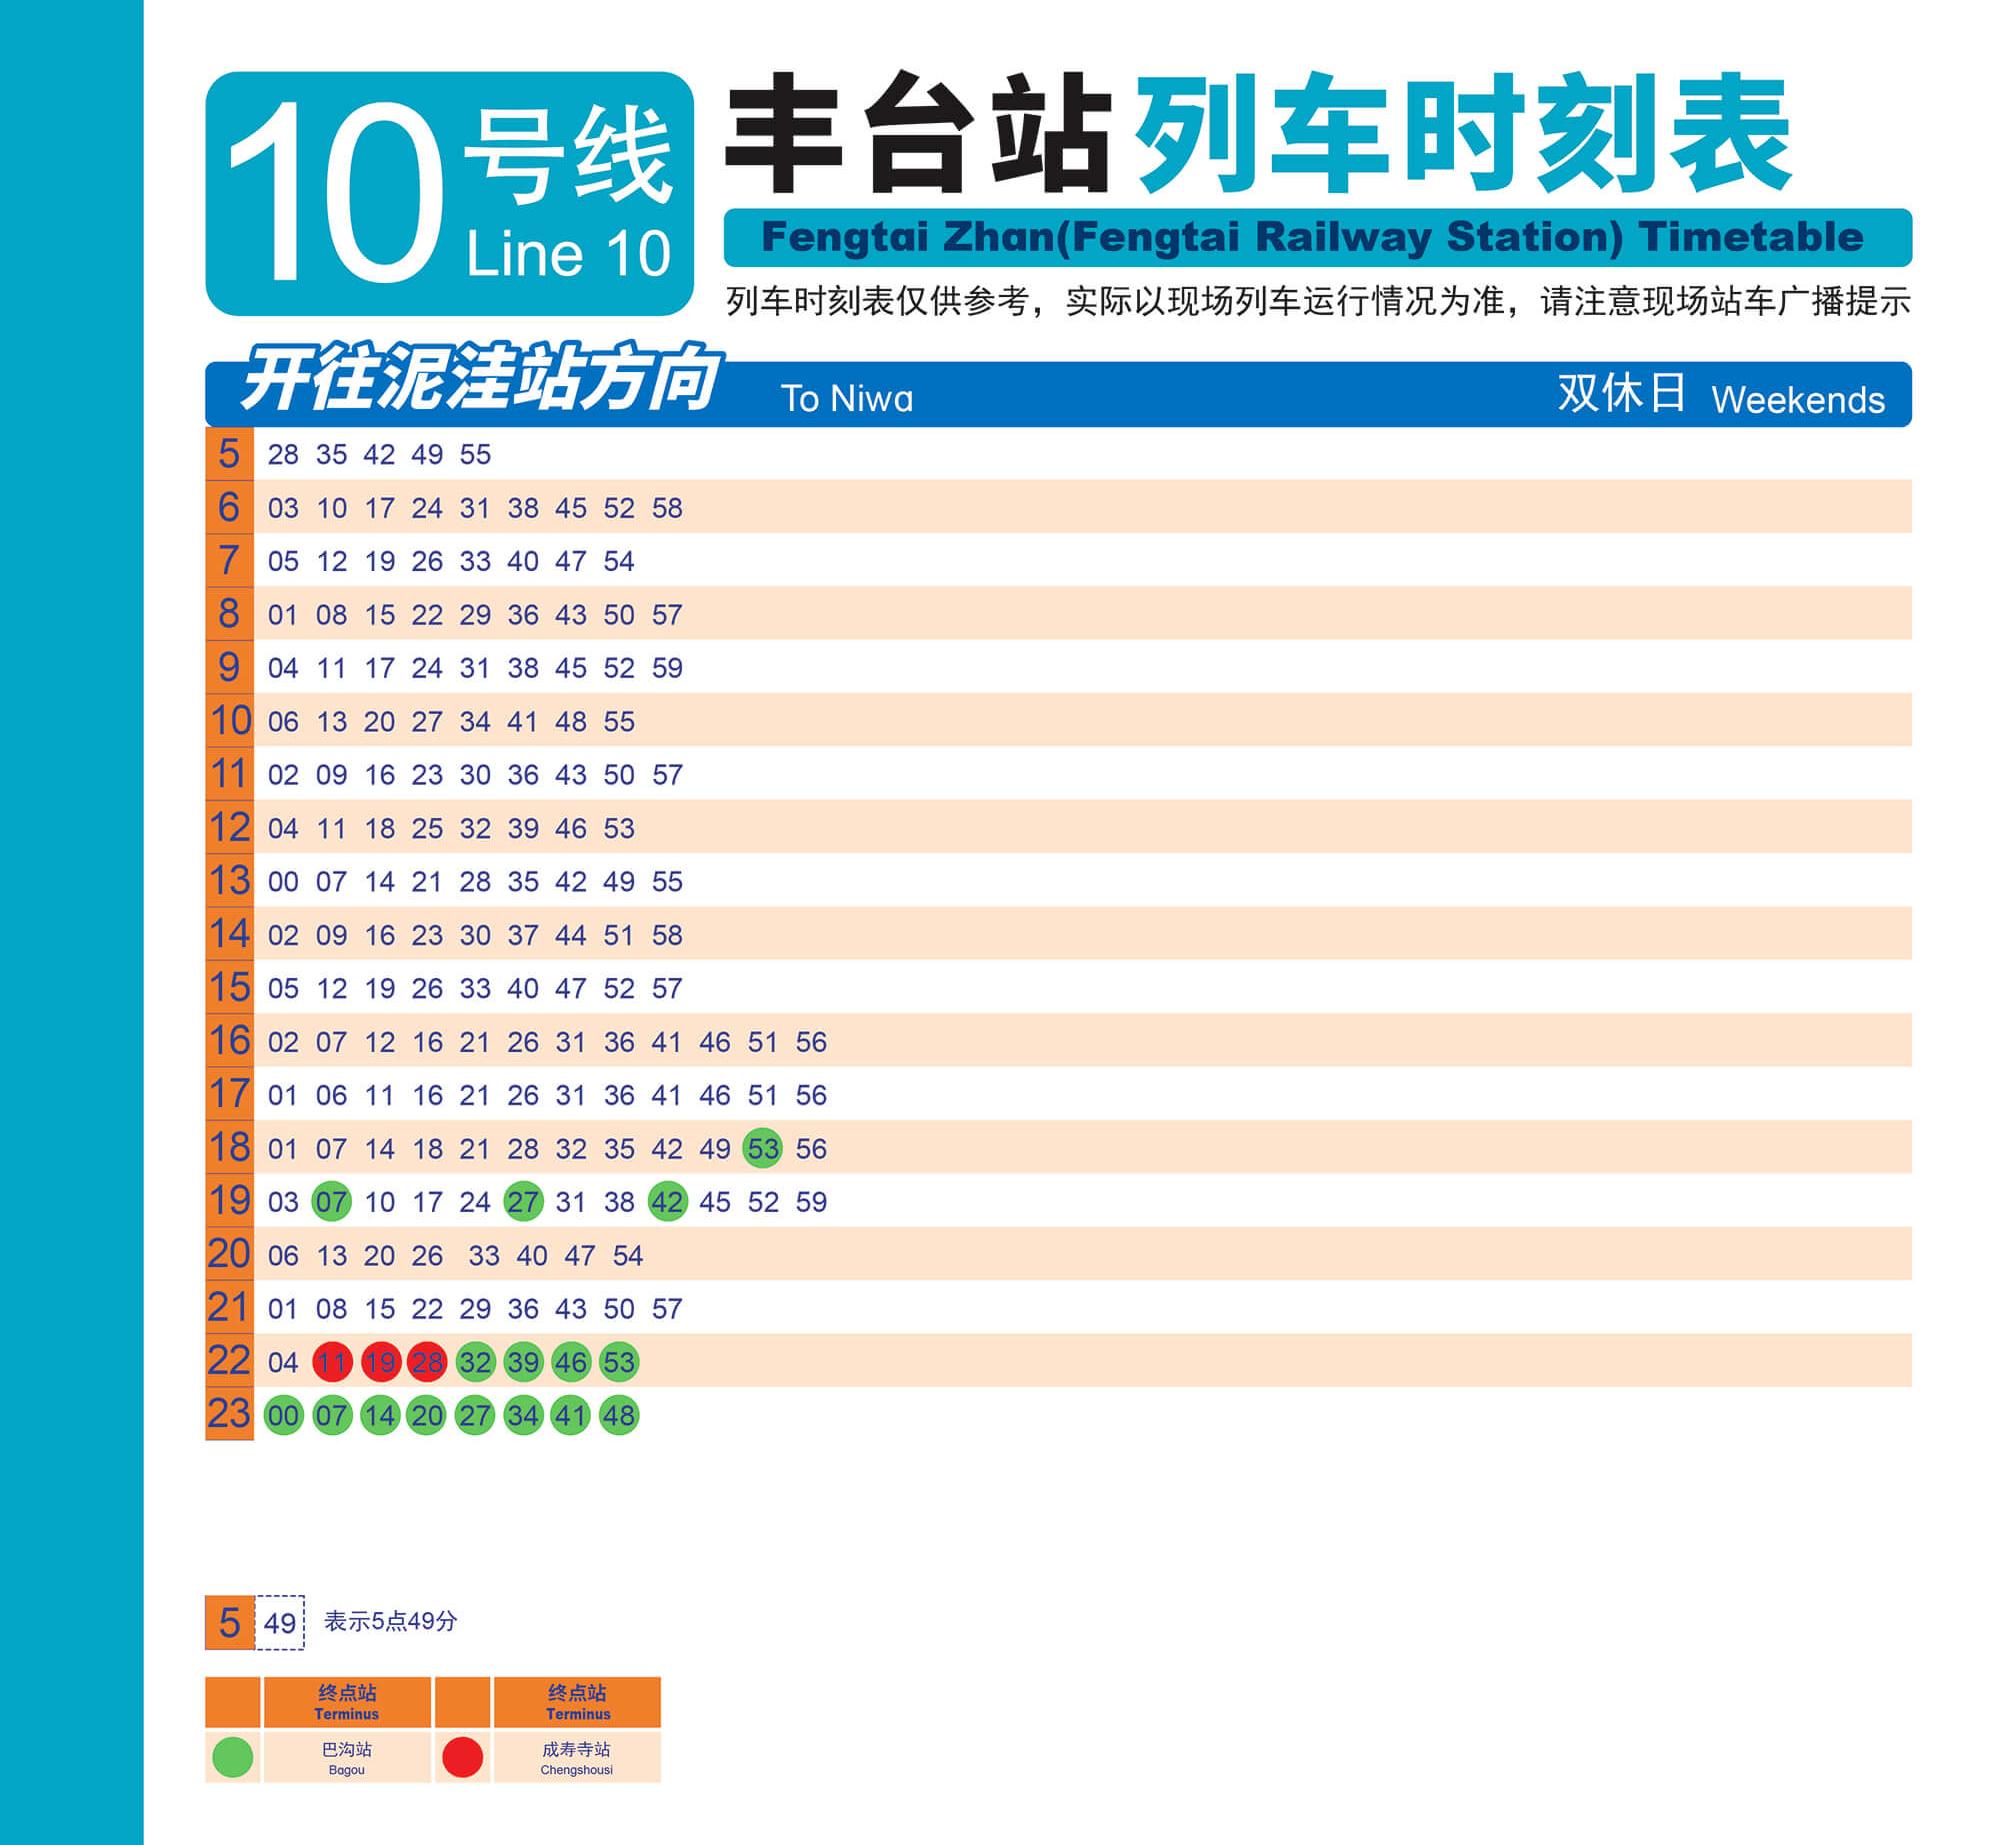 10号线
Line 10
丰台站列车时刻表
Fengtai Zhan(Fengtai Railway Station) Timetable
列车时刻表仅供参考，实际以现场列车运行情况为准，请注意现场站车广播提示
开往泥洼站方向 To Niwa 双休日 Weekends
5 28 35 42 49 55
6 03 10 17 24 31 38 45 52 58
7 05 12 19 26 33 40 47 54
8 01 08 15 22 29 36 43 50 57
9 04 11 17 24 31 38 45 52 59
10 06 13 20 27 34 41 48 55
11 02 09 16 23 30 36 43 50 57
12 04 11 18 25 32 39 46 53
13 00 07 14 21 28 35 42 49 55
14 02 09 16 23 30 37 44 51 58
15 05 12 19 26 33 40 47 52 57
16 02 07 12 16 21 26 31 36 41 46 51 56
17 01 06 11 16 21 26 31 36 41 46 51 56
18 01 07 14 18 21 28 32 35 42 49 53 56
19 03 07 10 17 24 27 31 38 42 45 52 59
20 06 13 20 26 33 40 47 54
21 01 08 15 22 29 36 43 50 57
22 04 11 19 28 32 39 46 53
23 00 07 14 20 27 34 41 48
5 49 表示5点49分
终点站 终点站
Terminus Terminus
巴沟站 成寿寺站
Bagou Chengshousi